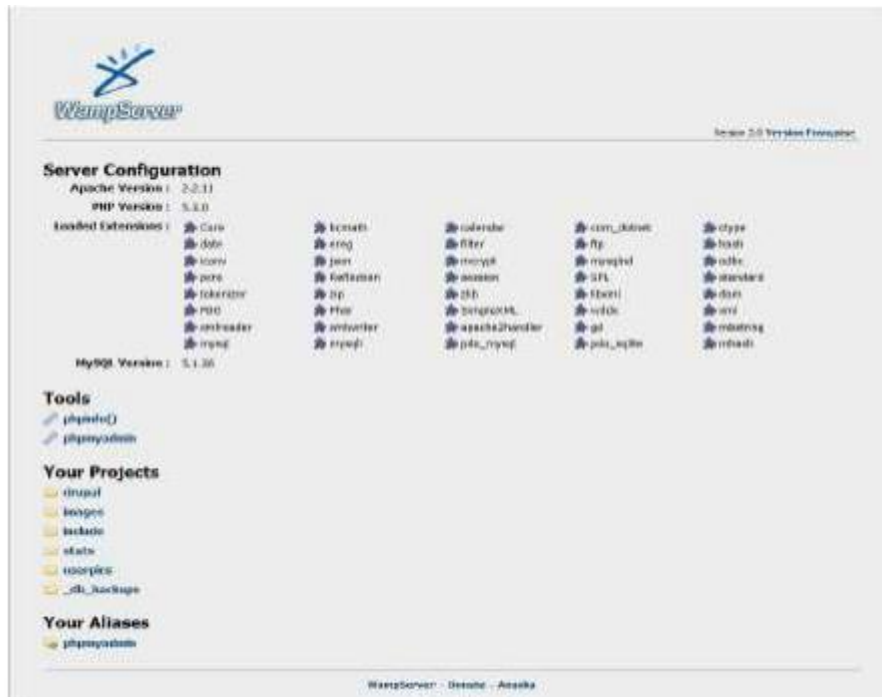 WampServer
Version 2.0 Version Française
Server Configuration
Apache Version : 2.2.11
PHP Version : 5.3.0
Loaded Extensions : Core bcmath calendar com_dotnet ctype
date ereg filter ftp hash
iconv json mcrypt mysqlnd odbc
pcre Reflection session SPL standard
tokenizer zip zlib libxml dom
PDO Phar SimpleXML wddx xml
xmlreader xmlwriter apache2handler gd mbstring
mysql mysqli pdo_mysql pdo_sqlite mhash
MySQL Version : 5.1.36
Tools
phpinfo()
phpmyadmin
Your Projects
drupal
images
include
stats
userpics
_db_backups
Your Aliases
phpmyadmin
WampServer - Donate - Anaska